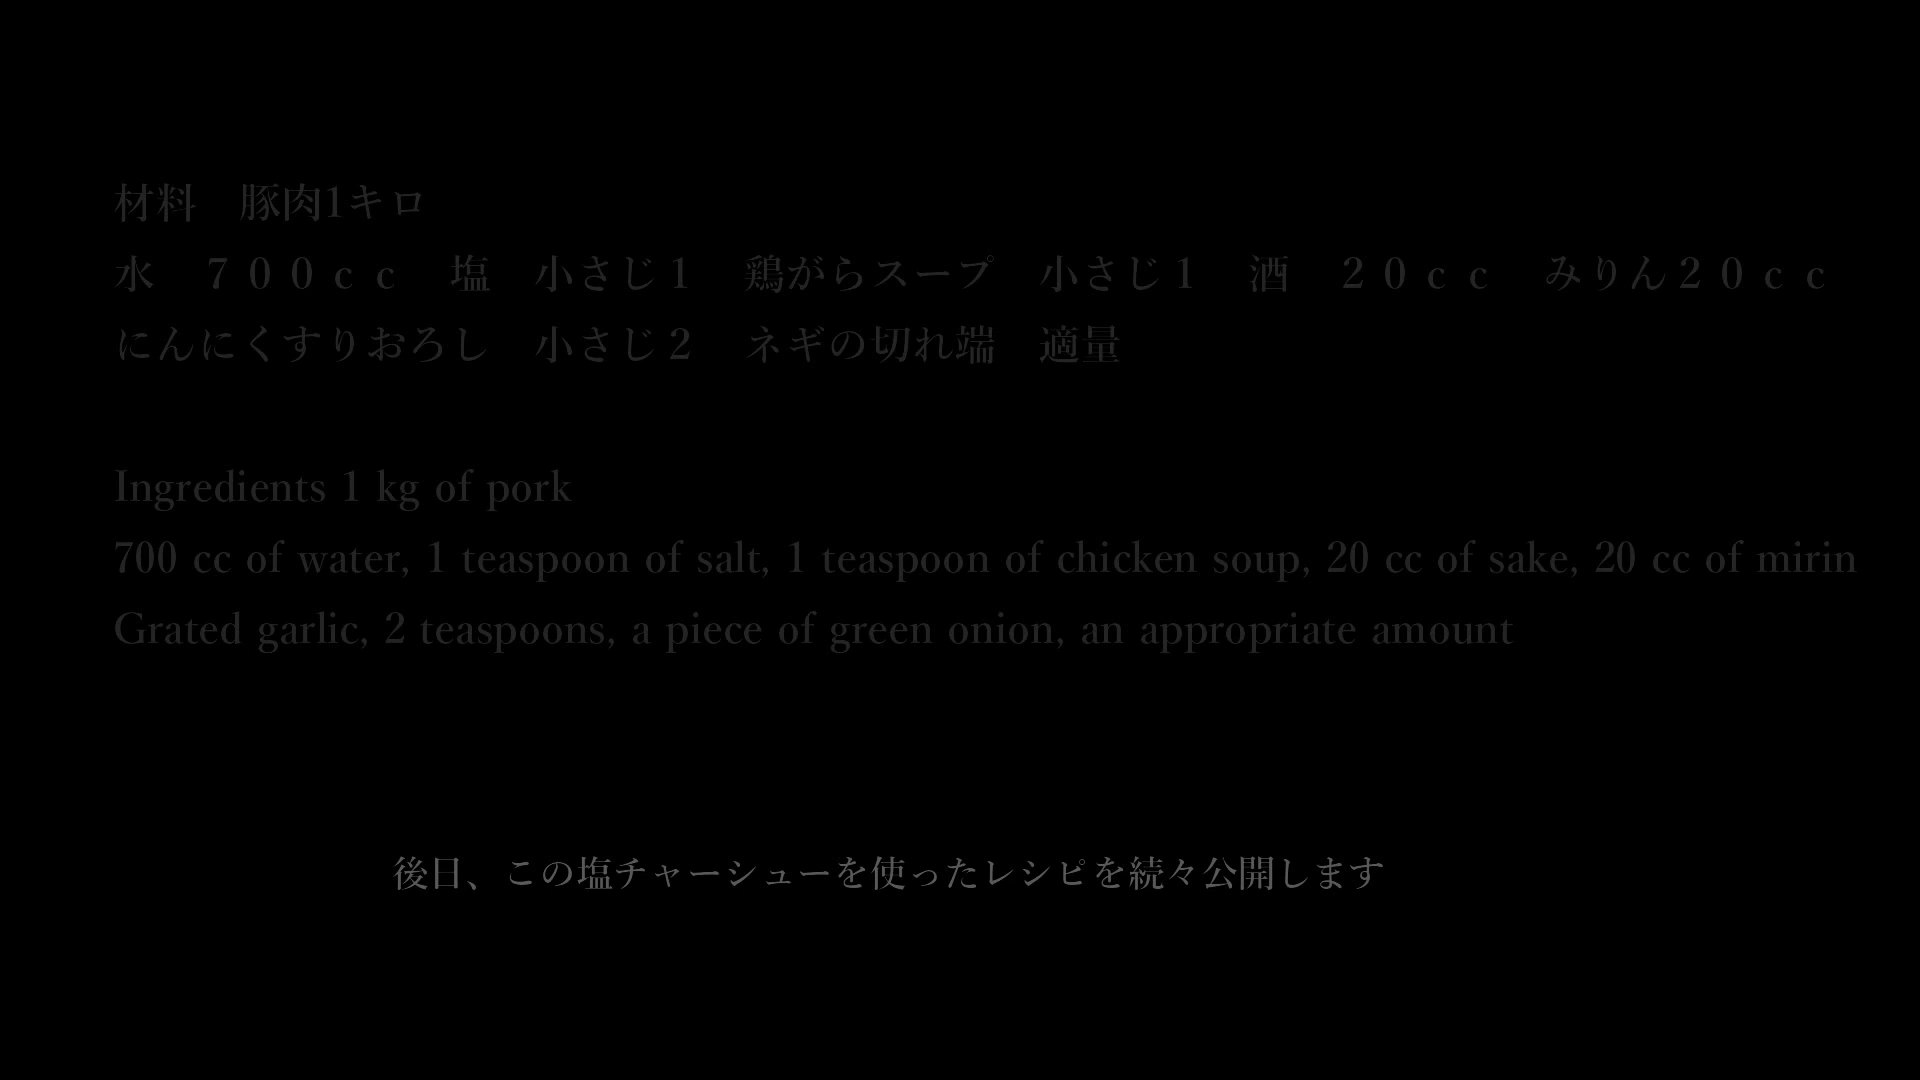 材料　豚肉1キロ
水　７００ｃｃ　塩　小さじ１　鶏がらスープ　小さじ１　酒　２０ｃｃ　みりん２０ｃｃ
にんにくすりおろし　小さじ２　ネギの切れ端　適量
Ingredients 1 kg of pork
700 cc of water, 1 teaspoon of salt, 1 teaspoon of chicken soup, 20 cc of sake, 20 cc of mirin
Grated garlic, 2 teaspoons, a piece of green onion, an appropriate amount
後日、この塩チャーシューを使ったレシピを続々公開します